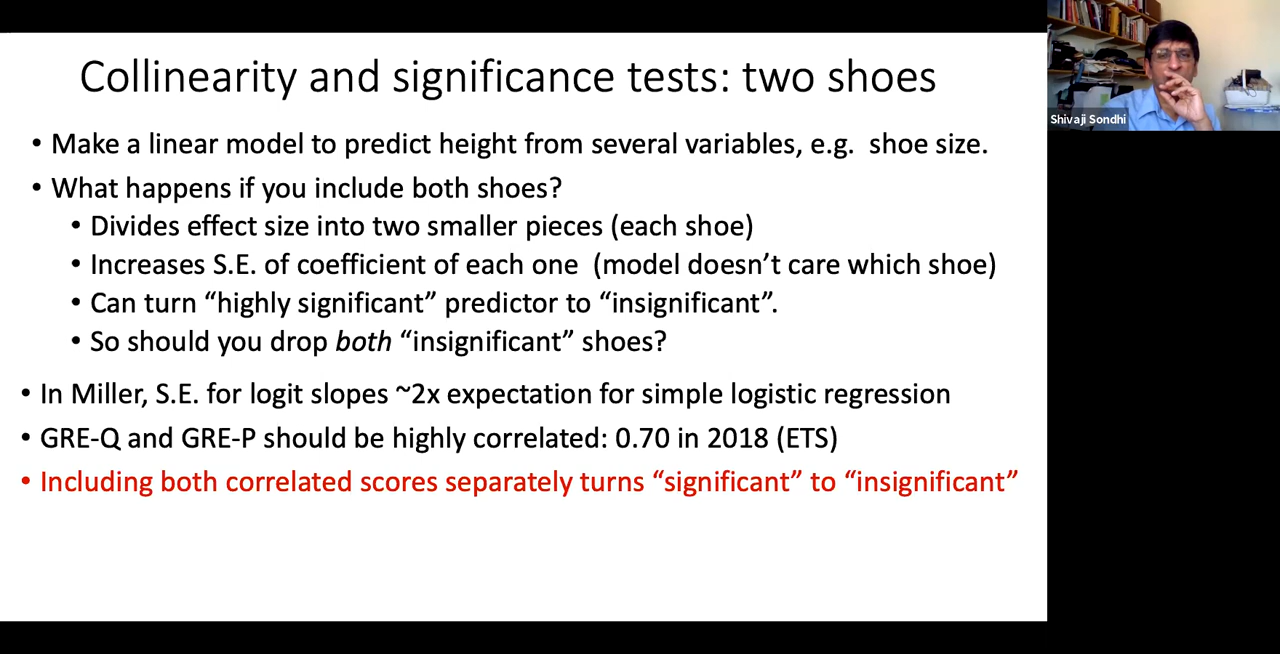 Collinearity and significance tests: two shoes
• Make a linear model to predict height from several variables, e.g. shoe size.
• What happens if you include both shoes?
• Divides effect size into two smaller pieces (each shoe)
• Increases S.E. of coefficient of each one (model doesn’t care which shoe)
• Can turn “highly significant” predictor to “insignificant”.
• So should you drop both “insignificant” shoes?
• In Miller, S.E. for logit slopes ~2x expectation for simple logistic regression
• GRE-Q and GRE-P should be highly correlated: 0.70 in 2018 (ETS)
• Including both correlated scores separately turns “significant” to “insignificant”
Shivaji Sondhi